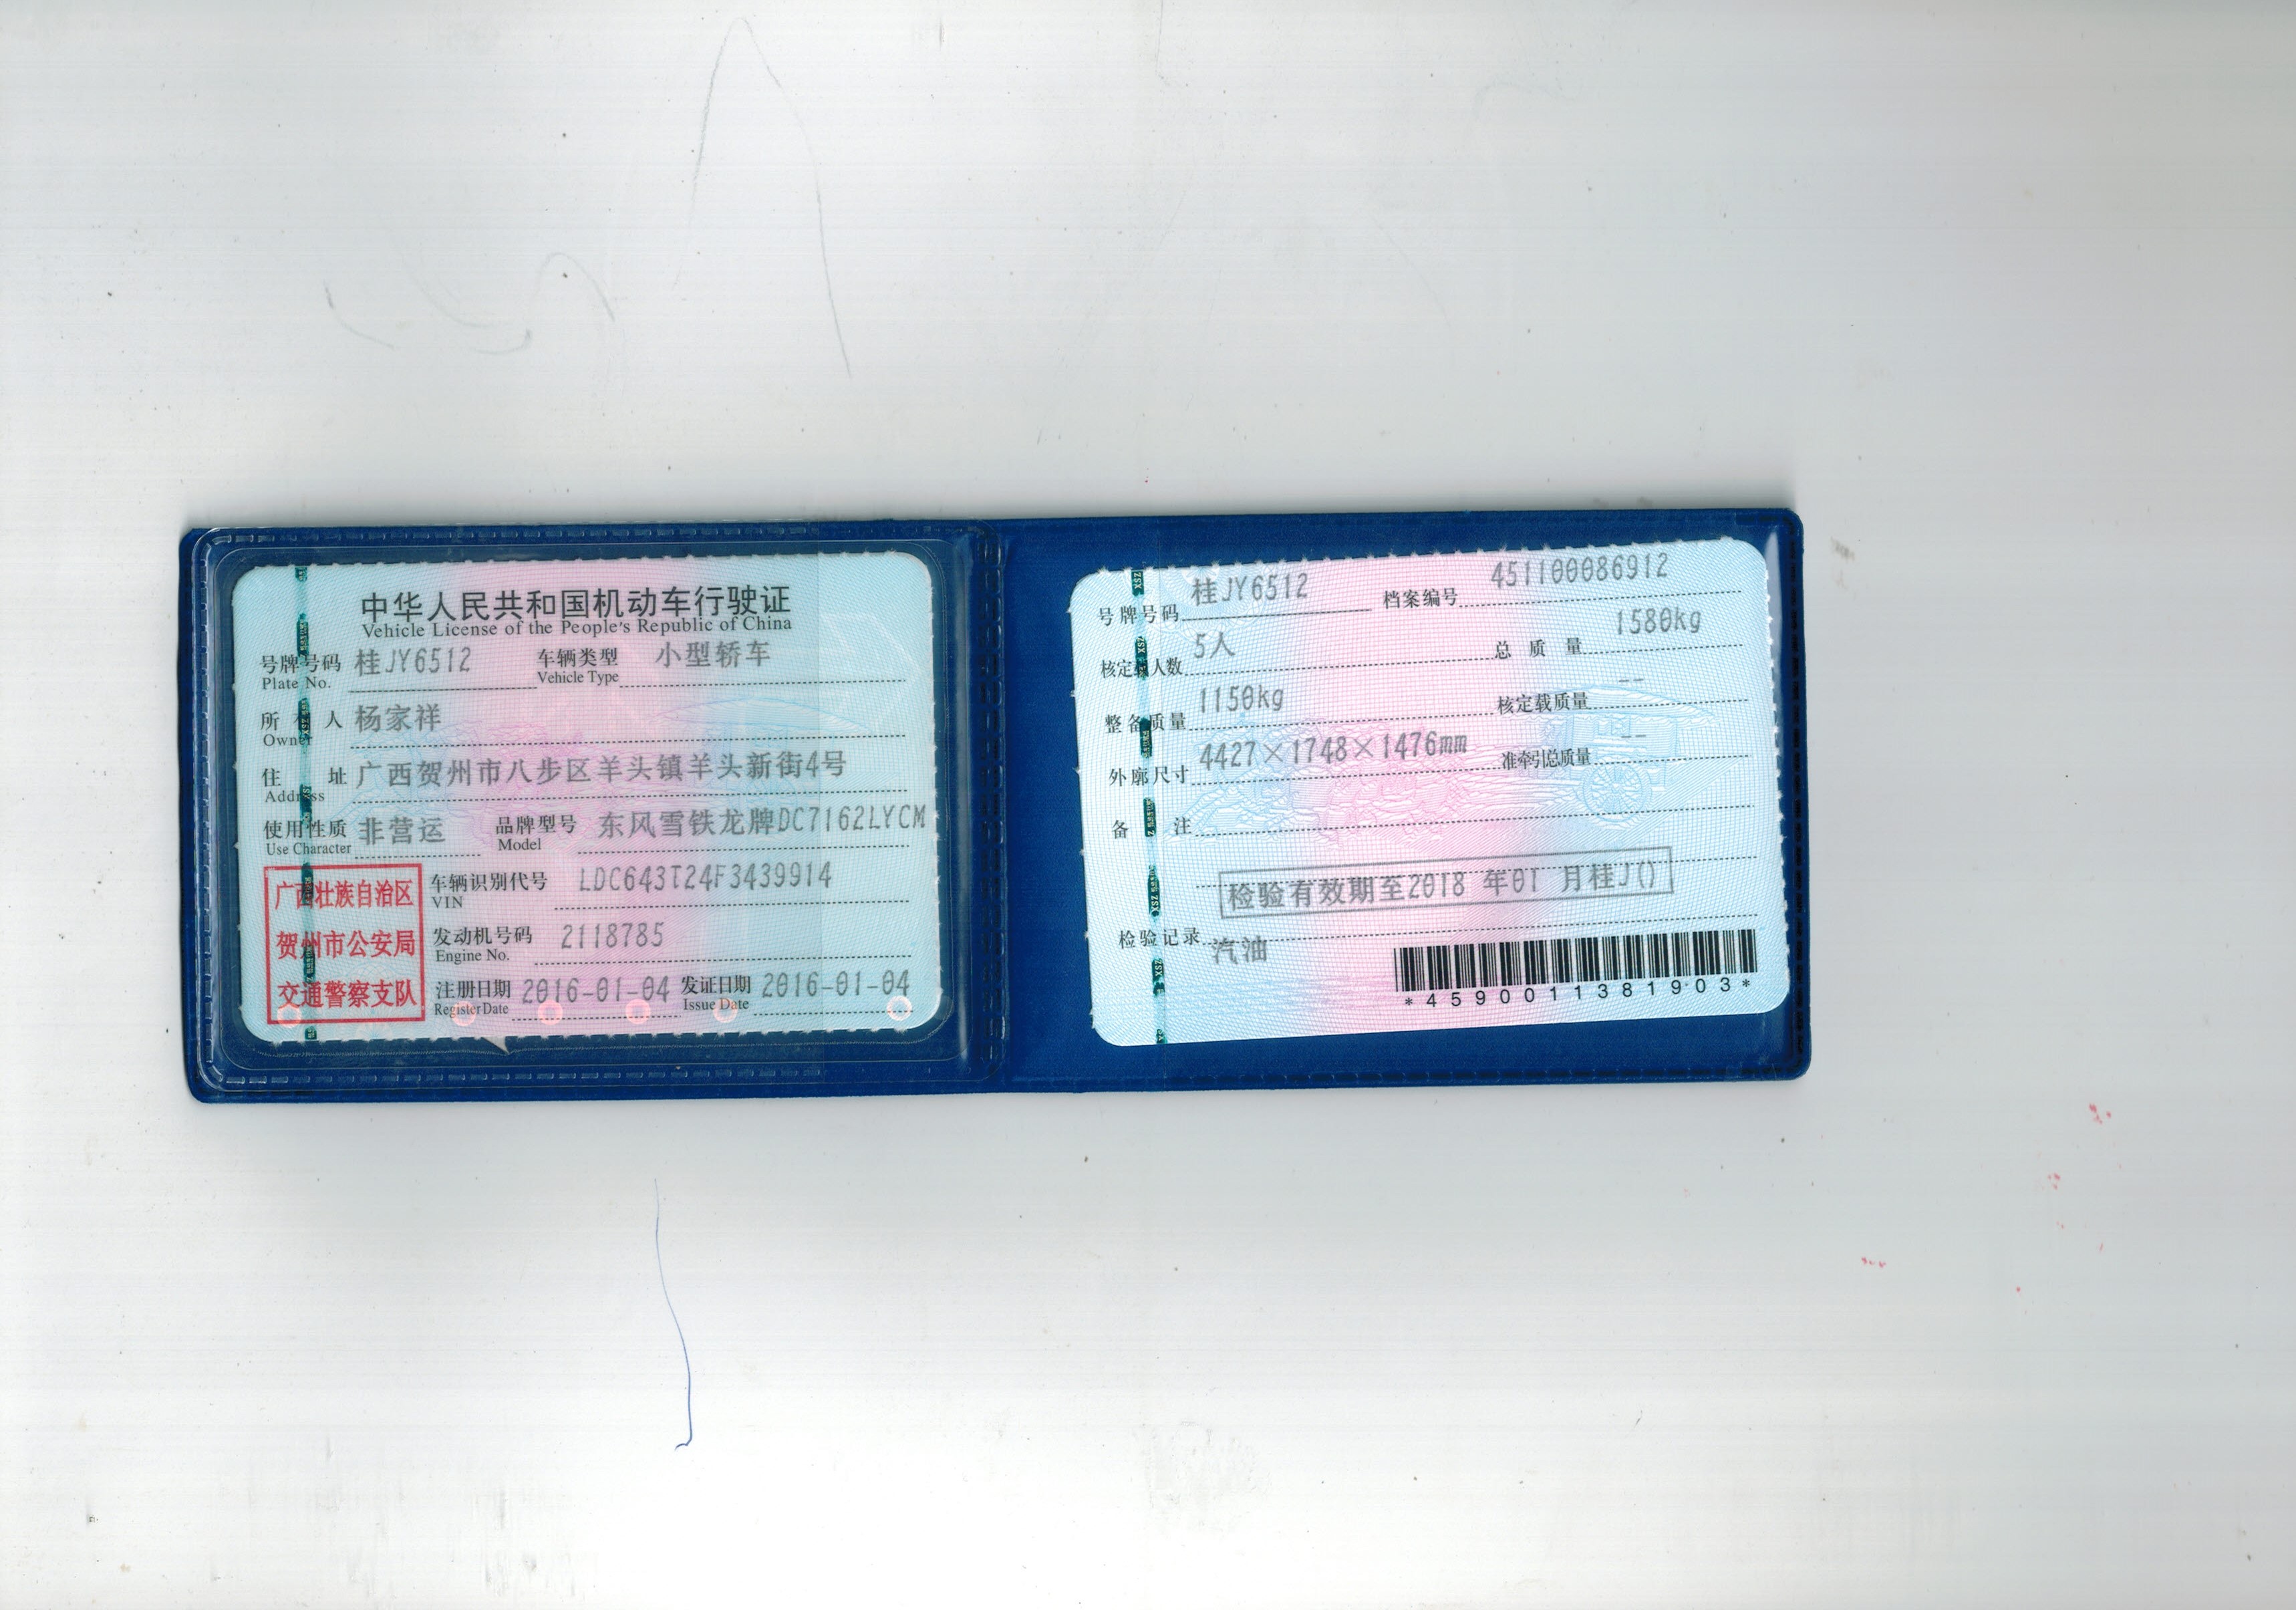 中华人民共和国机动车行驶证
Vehicle License of the People's Republic of China
号牌号码 桂JY6512 车辆类型 小型轿车
Plate No. Vehicle Type
所有人 杨家祥
Owner
住址 广西贺州市八步区羊头镇羊头新街4号
Address
使用性质 非营运 品牌型号 东风雪铁龙牌DC7162LYCM
Use Character Model
广西壮族自治区
贺州市公安局
交通警察支队
车辆识别代号 LDC643T24F3439914
VIN
发动机号码 2118785
Engine No.
注册日期 2016-01-04 发证日期 2016-01-04
Register Date Issue Date
号牌号码 桂JY6512 档案编号 451100086912
核定载人数 5人 总质量 1580kg
整备质量 1150kg 核定载质量 --
外廓尺寸 4427×1748×1476mm 准牵引总质量 --
备注
检验有效期至2018 年01 月桂J()
检验记录 汽油
*4590011381903*